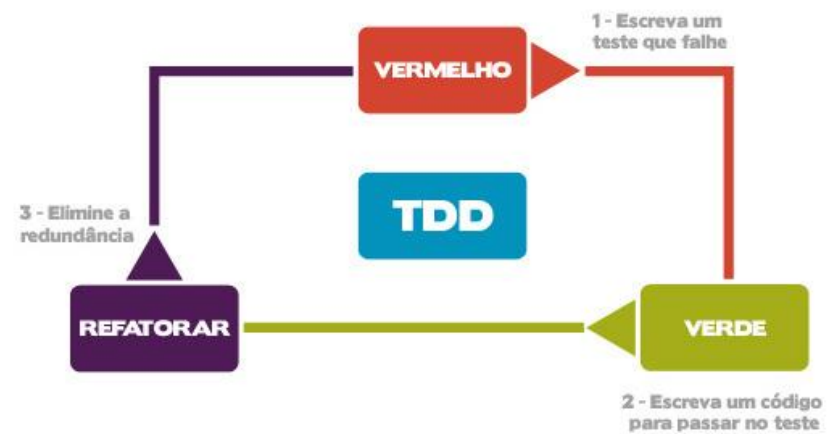 1 - Escreva um
teste que falhe
VERMELHO
TDD
3 - Elimine a
redundância
REFATORAR
VERDE
2 - Escreva um código
para passar no teste